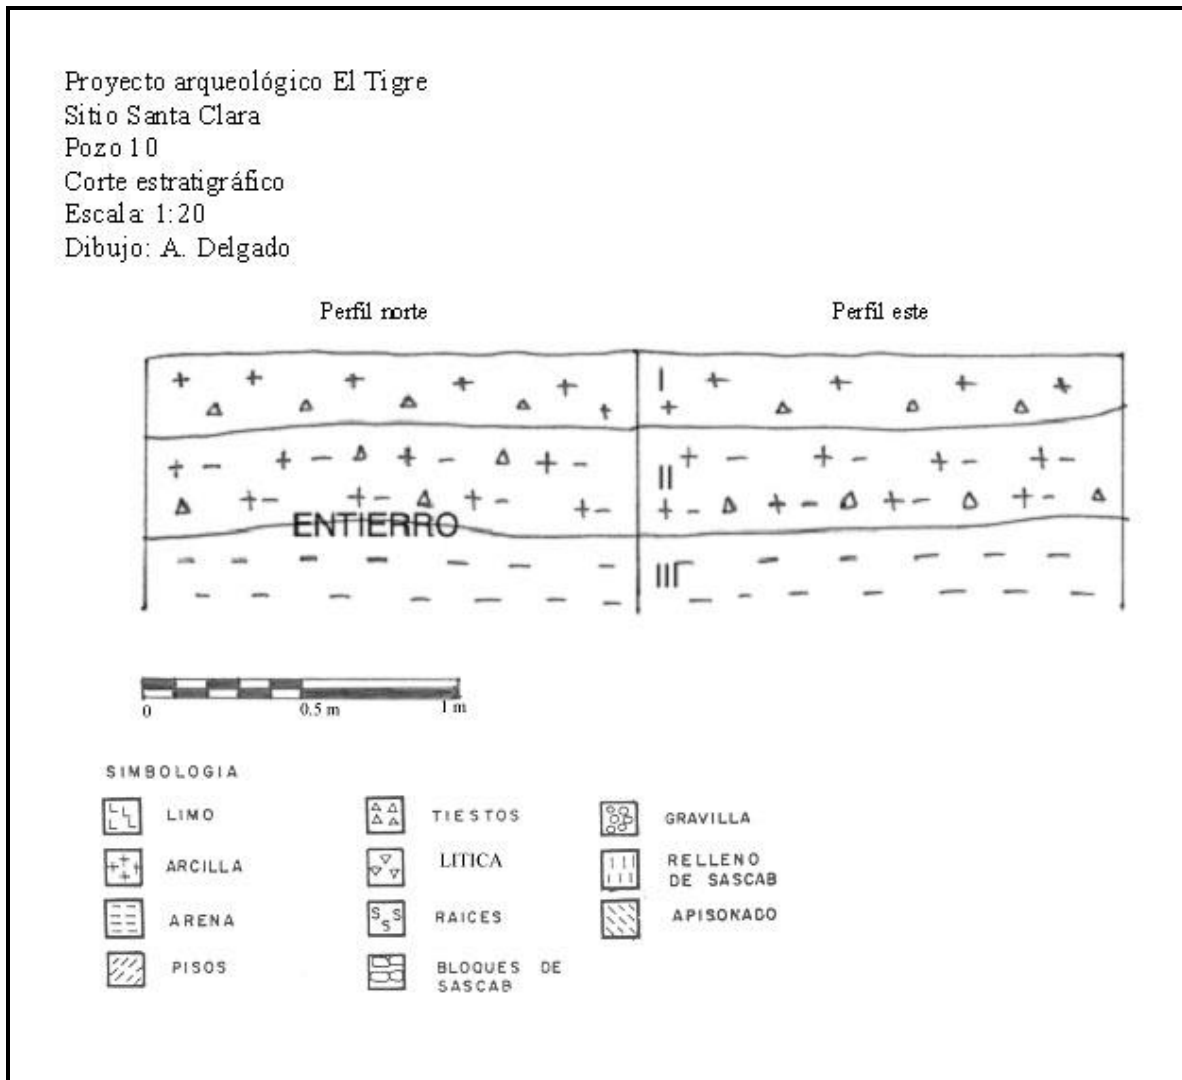 Proyecto arqueológico El Tigre
Sitio Santa Clara
Pozo 10
Corte estratigráfico
Escala: 1:20
Dibujo: A. Delgado
Perfil norte Perfil este
I
II
ENTIERRO
III
0 0.5 m 1 m
SIMBOLOGIA
LIMO
ARCILLA
ARENA
PISOS
TIESTOS
LITICA
RAICES
BLOQUES DE
SASCAB
GRAVILLA
RELLENO
DE SASCAB
APISONADO